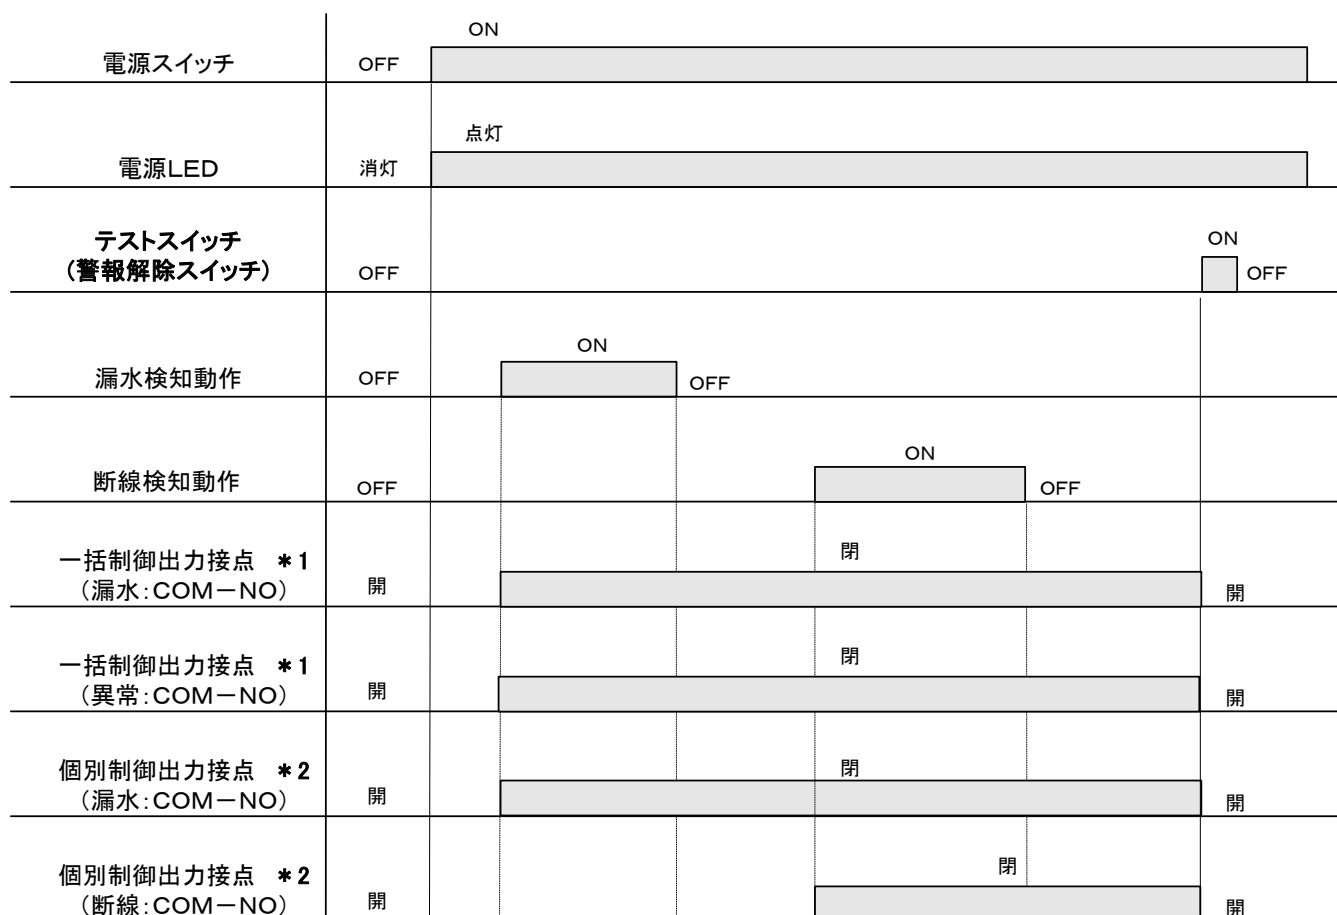 ON
電源スイッチ OFF
点灯
電源LED 消灯
テストスイッチ ON
(警報解除スイッチ) OFF OFF
ON
漏水検知動作 OFF OFF
ON
断線検知動作 OFF OFF
一括制御出力接点 *1 閉
(漏水:COM-NO) 開 開
一括制御出力接点 *1 閉
(異常:COM-NO) 開 開
個別制御出力接点 *2 閉
(漏水:COM-NO) 開 開
個別制御出力接点 *2 閉
(断線:COM-NO) 開 開